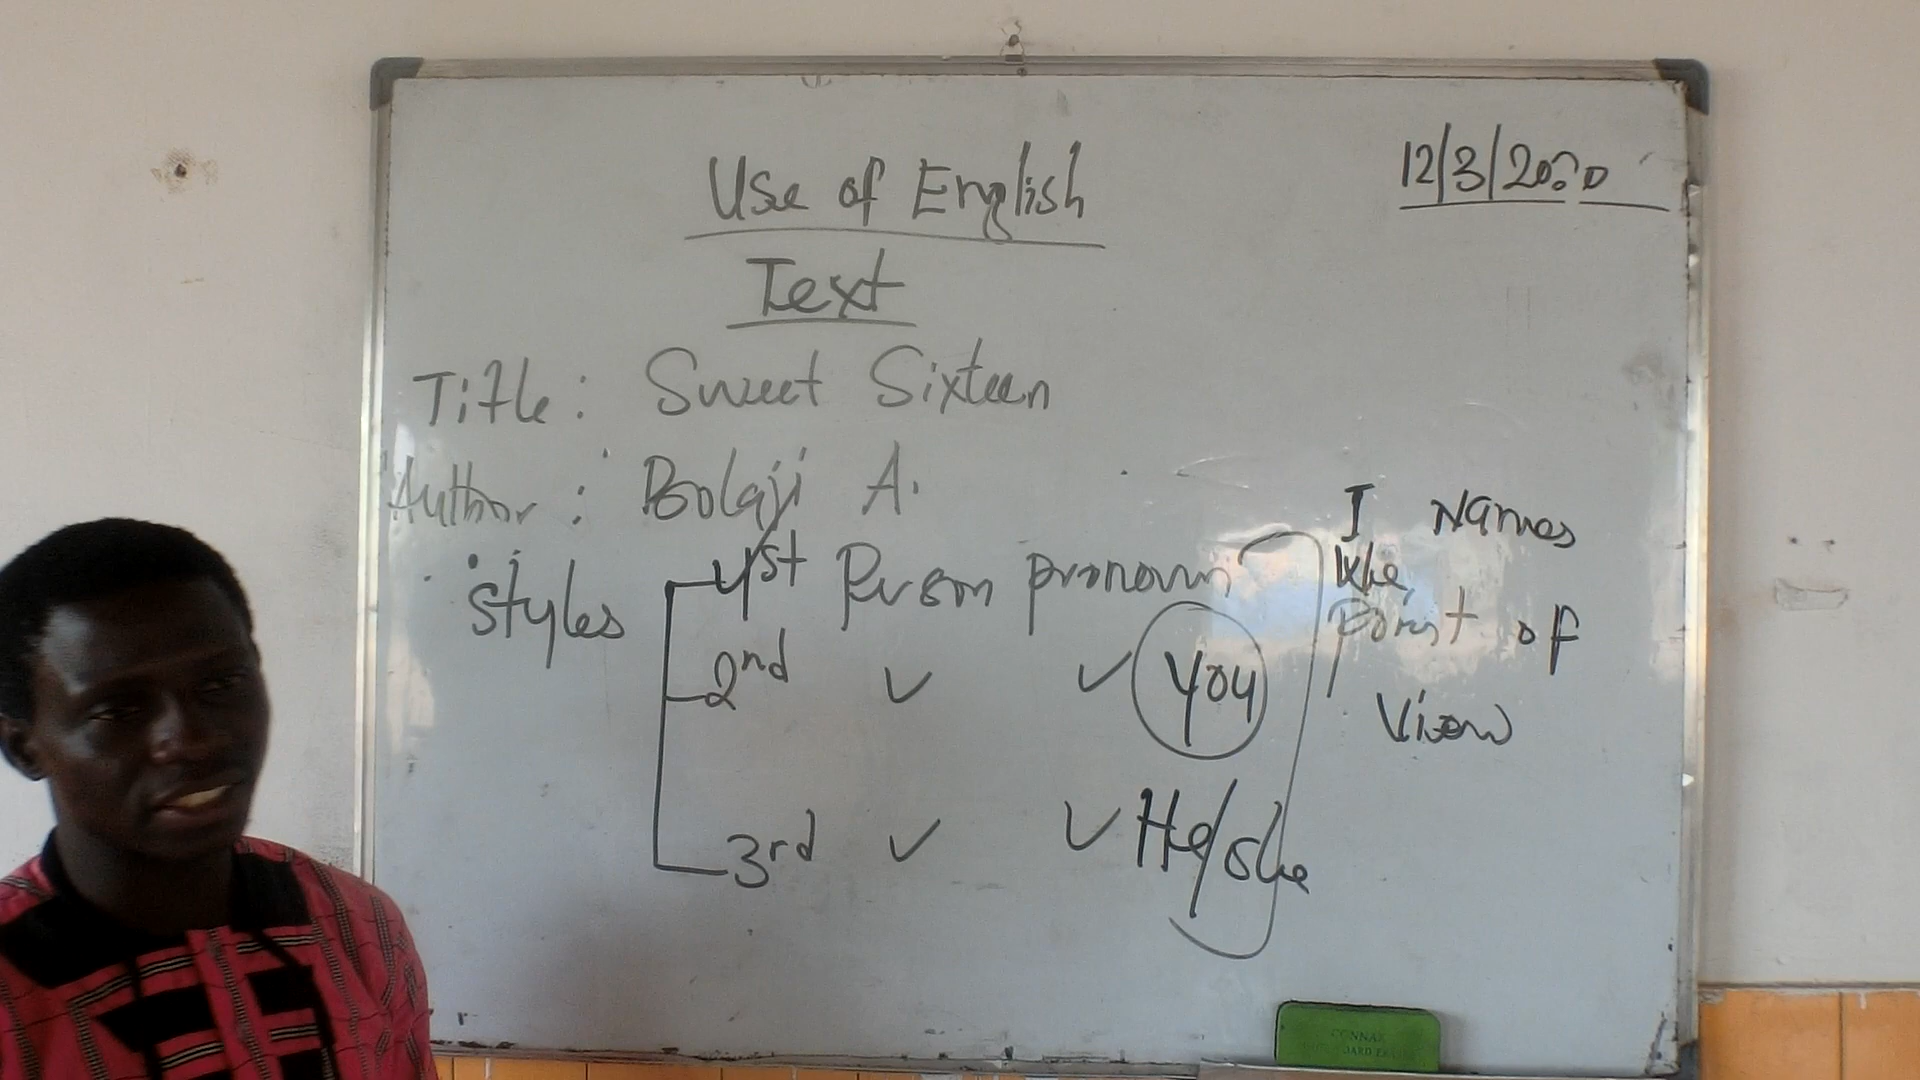 12/3/2020
Use of English
Text
Title: Sweet Sixteen
Author: Bolaji A.
Styles
1st Person pronoun
I Names
We
Point of
View
2nd ✓ ✓ You
3rd ✓ ✓ He/she